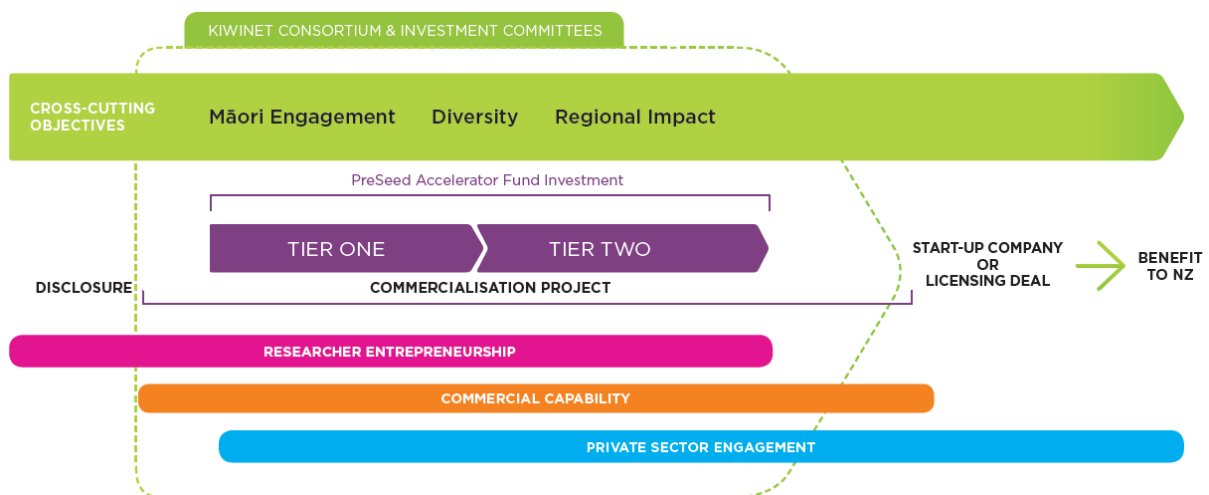 KIWINET CONSORTIUM & INVESTMENT COMMITTEES
CROSS-CUTTING
OBJECTIVES
Māori Engagement
Diversity
Regional Impact
PreSeed Accelerator Fund Investment
TIER ONE
TIER TWO
DISCLOSURE
COMMERCIALISATION PROJECT
START-UP COMPANY
OR
LICENSING DEAL
BENEFIT
TO NZ
RESEARCHER ENTREPRENEURSHIP
COMMERCIAL CAPABILITY
PRIVATE SECTOR ENGAGEMENT